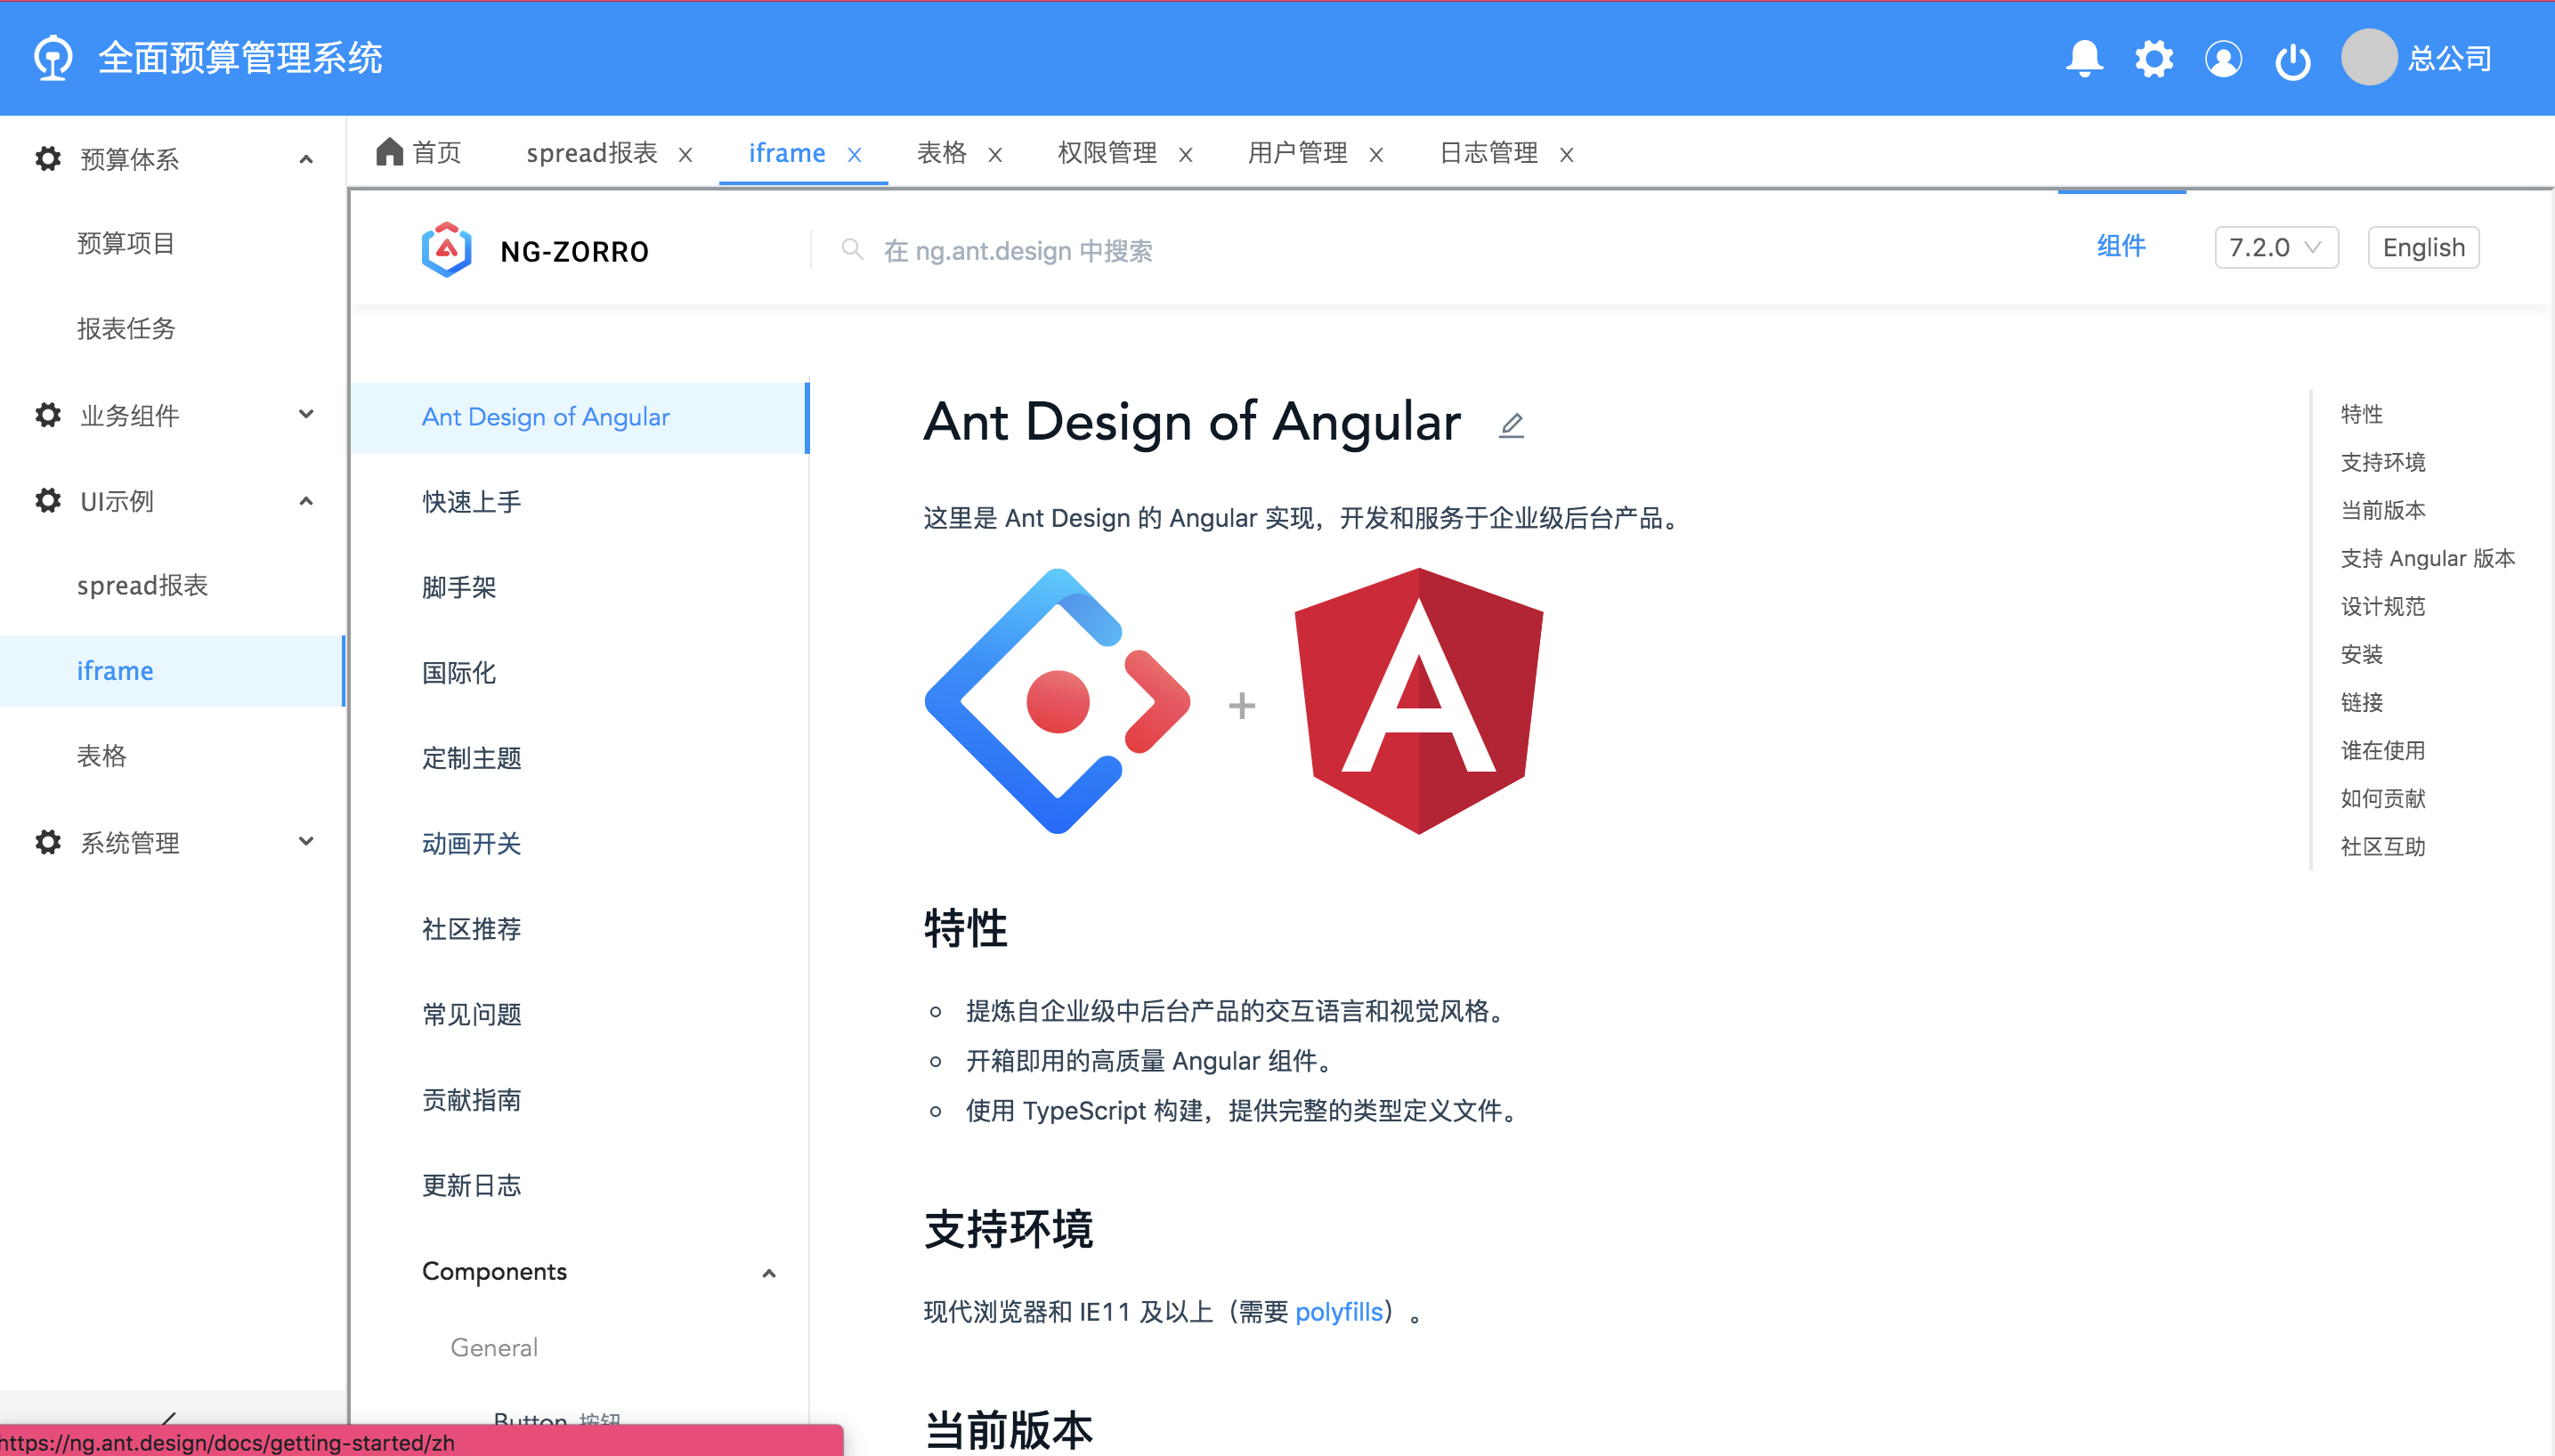 全面预算管理系统
总公司
预算体系
预算项目
报表任务
业务组件
UI示例
spread报表
iframe
表格
系统管理
首页 spread报表 x iframe x 表格 x 权限管理 x 用户管理 x 日志管理 x
NG-ZORRO
在 ng.ant.design 中搜索
组件
7.2.0
English
Ant Design of Angular
快速上手
脚手架
国际化
定制主题
动画开关
社区推荐
常见问题
贡献指南
更新日志
Components
General
Button 按钮
Ant Design of Angular
这里是 Ant Design 的 Angular 实现，开发和服务于企业级后台产品。
+
特性
提炼自企业级中后台产品的交互语言和视觉风格。
开箱即用的高质量 Angular 组件。
使用 TypeScript 构建，提供完整的类型定义文件。
支持环境
现代浏览器和 IE11 及以上（需要 polyfills）。
当前版本
特性
支持环境
当前版本
支持 Angular 版本
设计规范
安装
链接
谁在使用
如何贡献
社区互助
https://ng.ant.design/docs/getting-started/zh